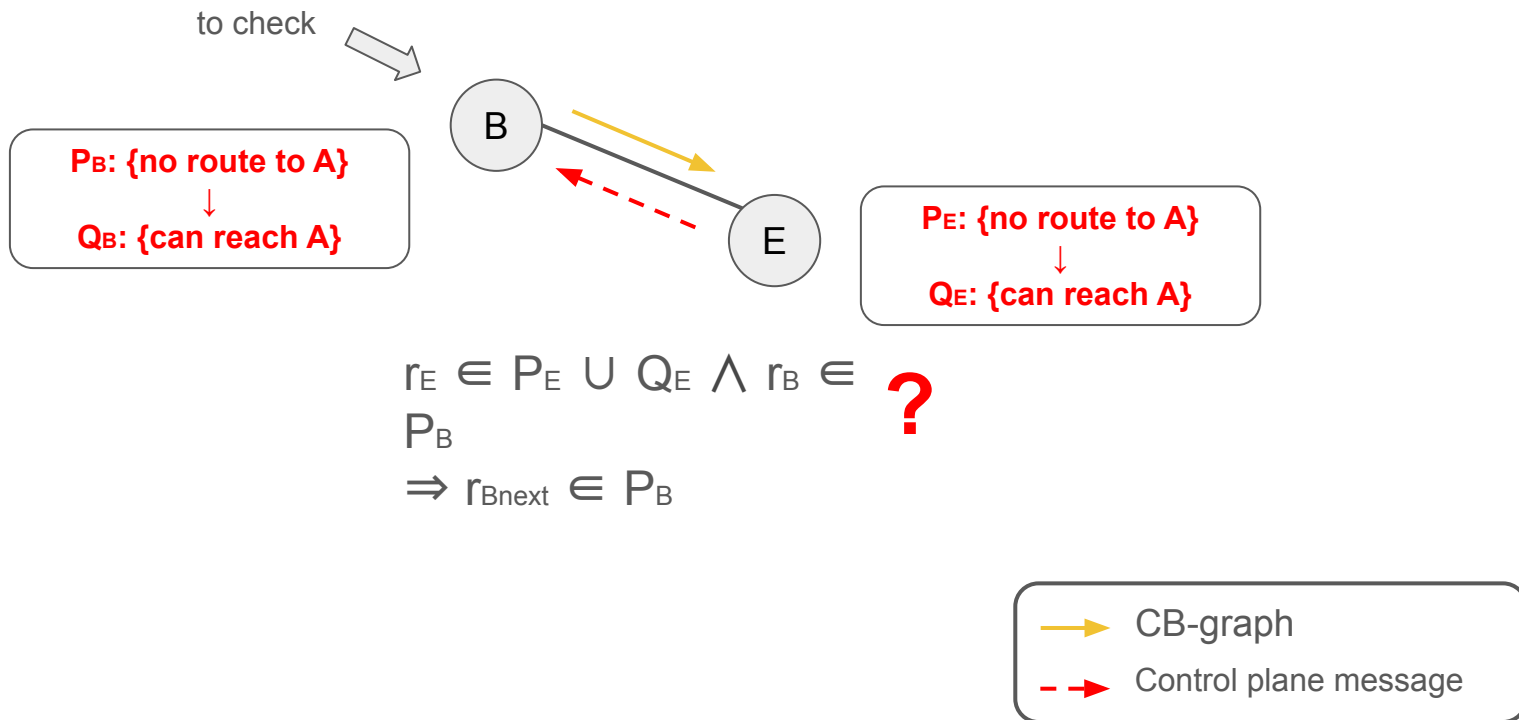 to check
B
PB: {no route to A}
↓
QB: {can reach A}
E
PE: {no route to A}
↓
QE: {can reach A}
rE ∈ PE ∪ QE ∧ rB ∈
PB
⇒ rBnext ∈ PB
?
CB-graph
Control plane message